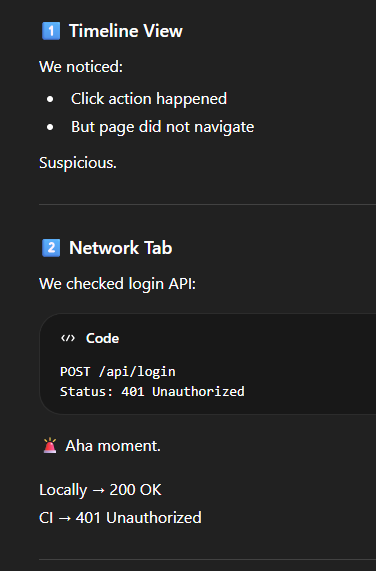 1️⃣ Timeline View
We noticed:
• Click action happened
• But page did not navigate
Suspicious.
2️⃣ Network Tab
We checked login API:
</> Code
POST /api/login
Status: 401 Unauthorized
🚨 Aha moment.
Locally → 200 OK
CI → 401 Unauthorized